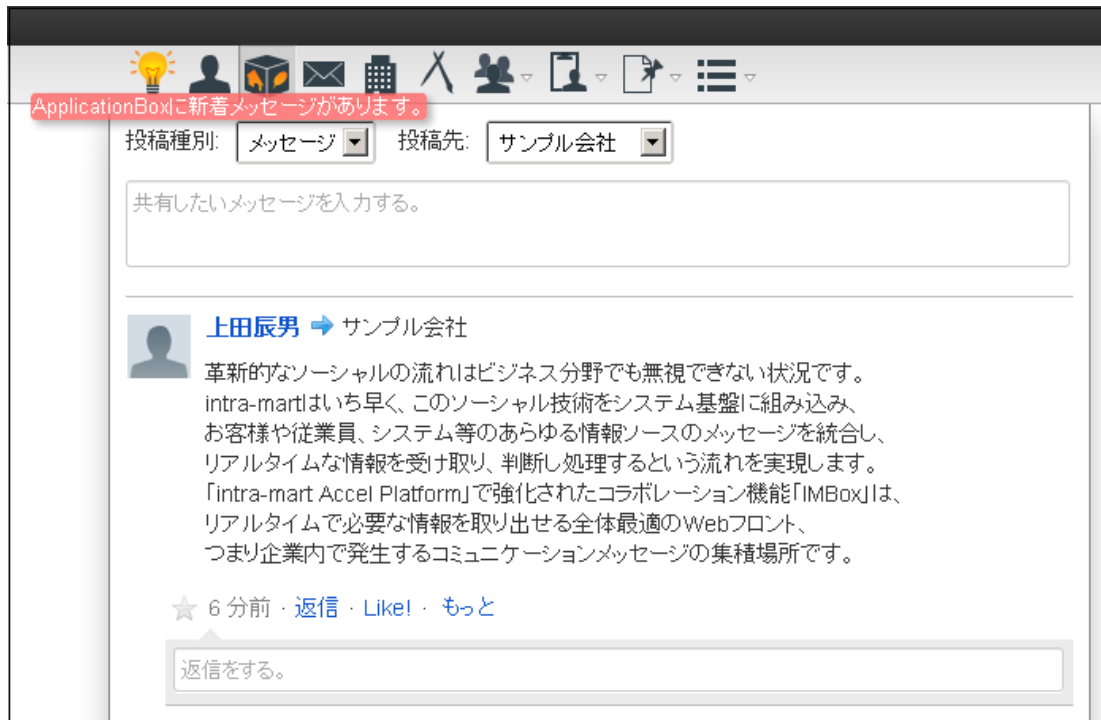 ApplicationBoxに新着メッセージがあります。
投稿種別: メッセージ 投稿先: サンプル会社
共有したいメッセージを入力する。
上田辰男 サンプル会社
革新的なソーシャルの流れはビジネス分野でも無視できない状況です。
intra-martはいち早く、このソーシャル技術をシステム基盤に組み込み、
お客様や従業員、システム等のあらゆる情報ソースのメッセージを統合し、
リアルタイムな情報を受け取り、判断し処理するという流れを実現します。
「intra-mart Accel Platform」で強化されたコラボレーション機能「IMBox」は、
リアルタイムで必要な情報を取り出せる全体最適のWebフロント、
つまり企業内で発生するコミュニケーションメッセージの集積場所です。
6 分前 · 返信 · Like! · もっと
返信をする。